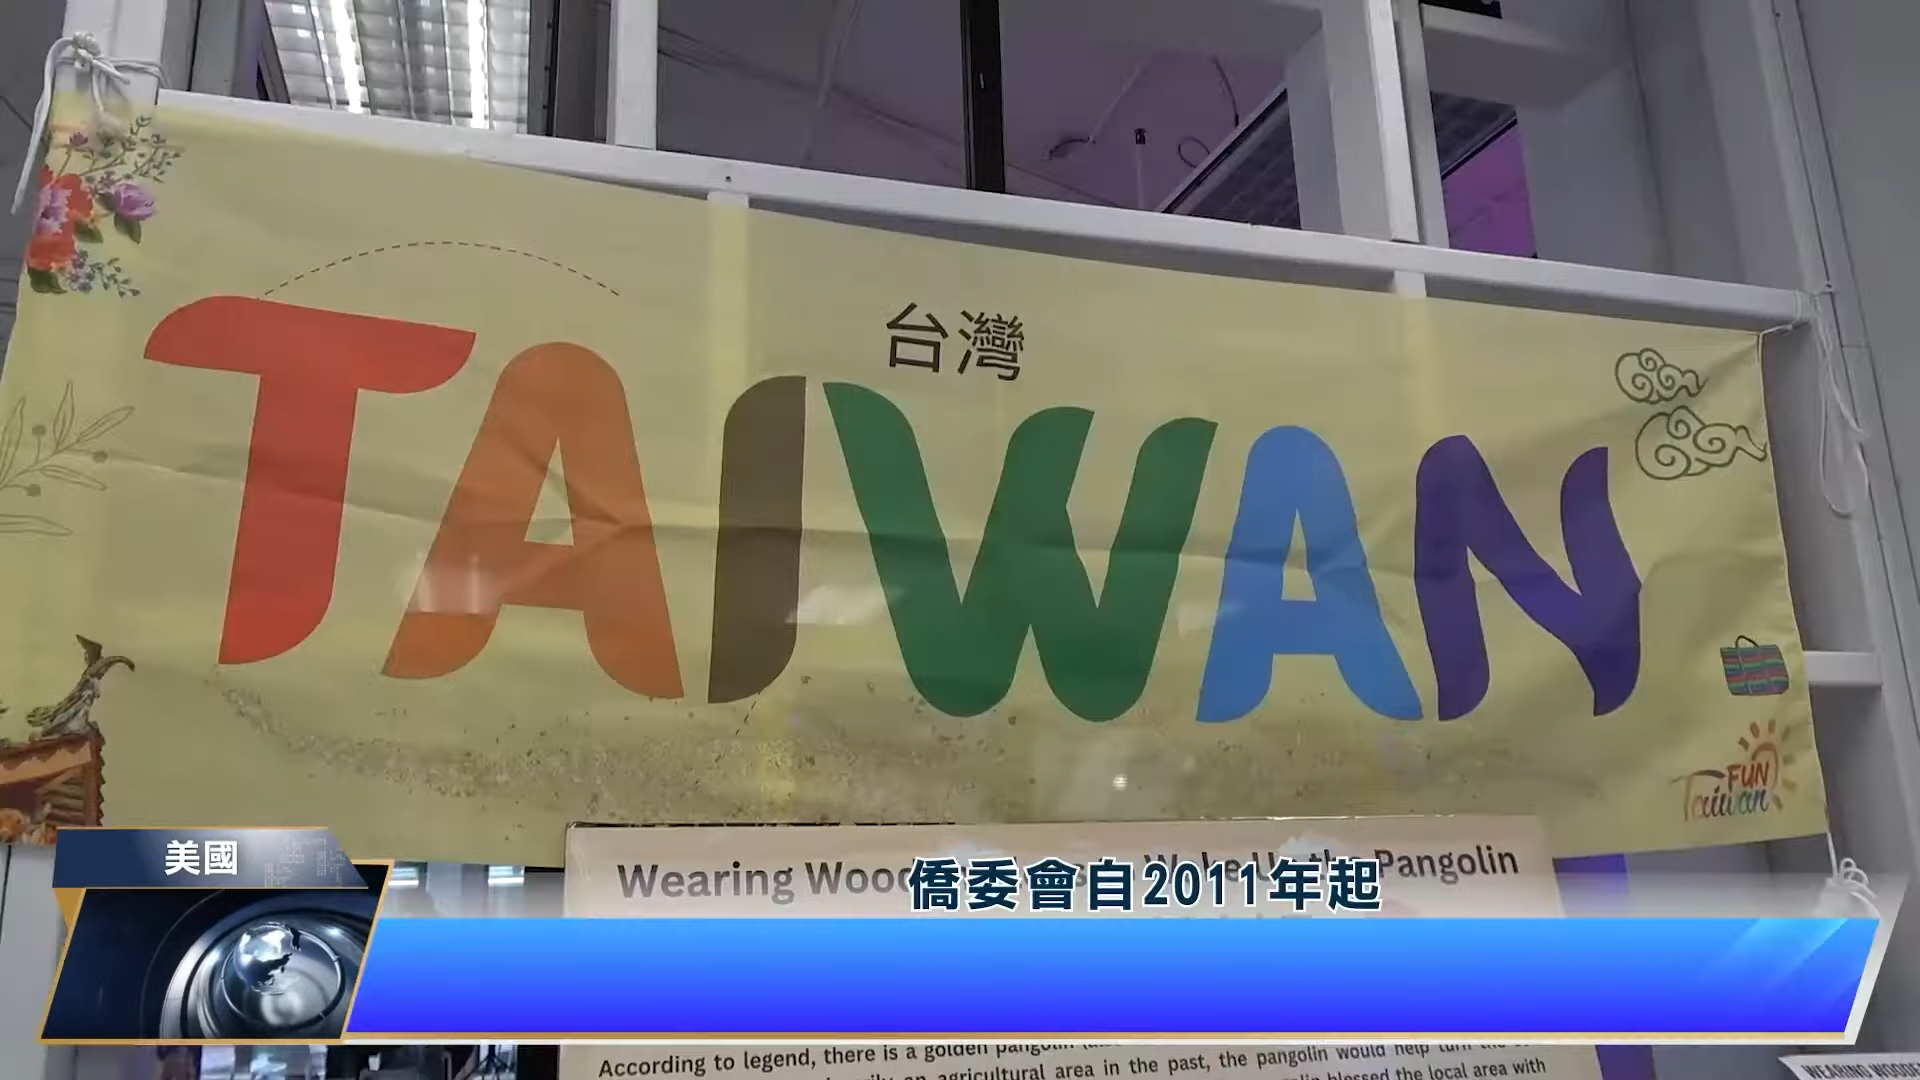 台灣
TAIWAN
FUN
Taiwan
美國
Wearing Pangolin
僑委會自2011年起
According to legend, there is a golden pangolin
agricultural area in the past, the pangolin would help turn the
blessed the local area with
WEARING